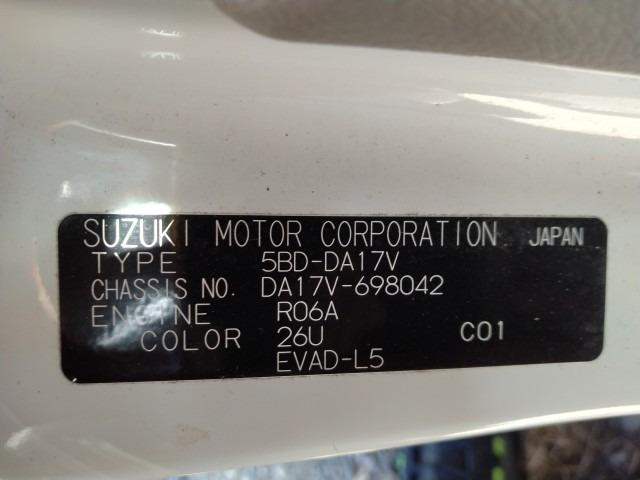 SUZUKI MOTOR CORPORATION JAPAN
TYPE 5BD-DA17V
CHASSIS NO. DA17V-698042
ENGINE R06A
COLOR 26U C01
EVAD-L5